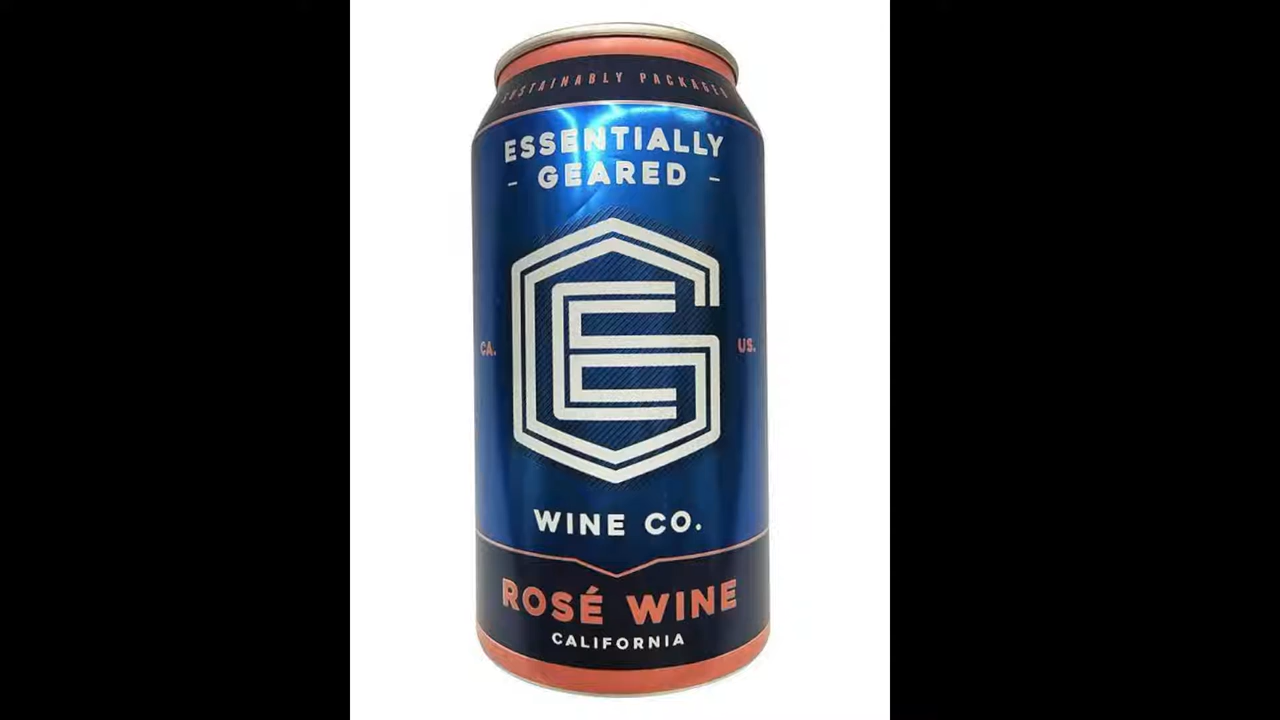 SUSTAINABLY PACKAGED
ESSENTIALLY
- GEARED -
CA.
US.
WINE CO.
ROSÉ WINE
CALIFORNIA